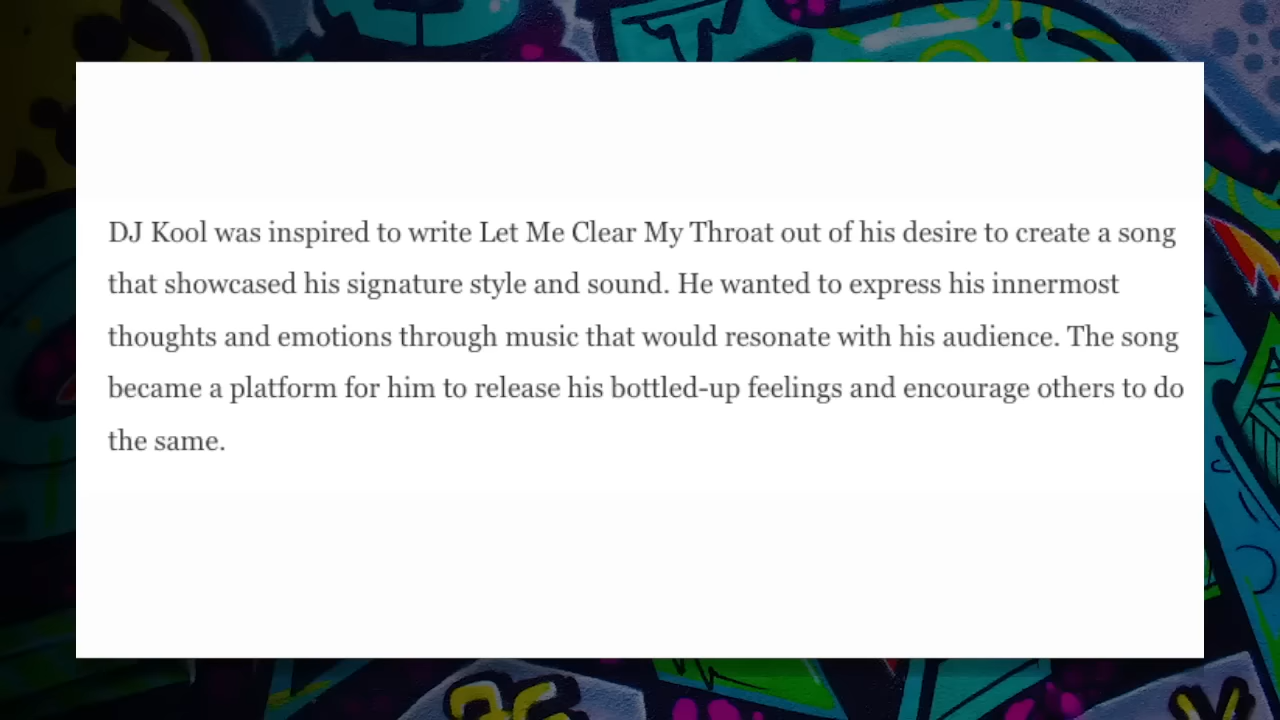 DJ Kool was inspired to write Let Me Clear My Throat out of his desire to create a song
that showcased his signature style and sound. He wanted to express his innermost
thoughts and emotions through music that would resonate with his audience. The song
became a platform for him to release his bottled-up feelings and encourage others to do
the same.